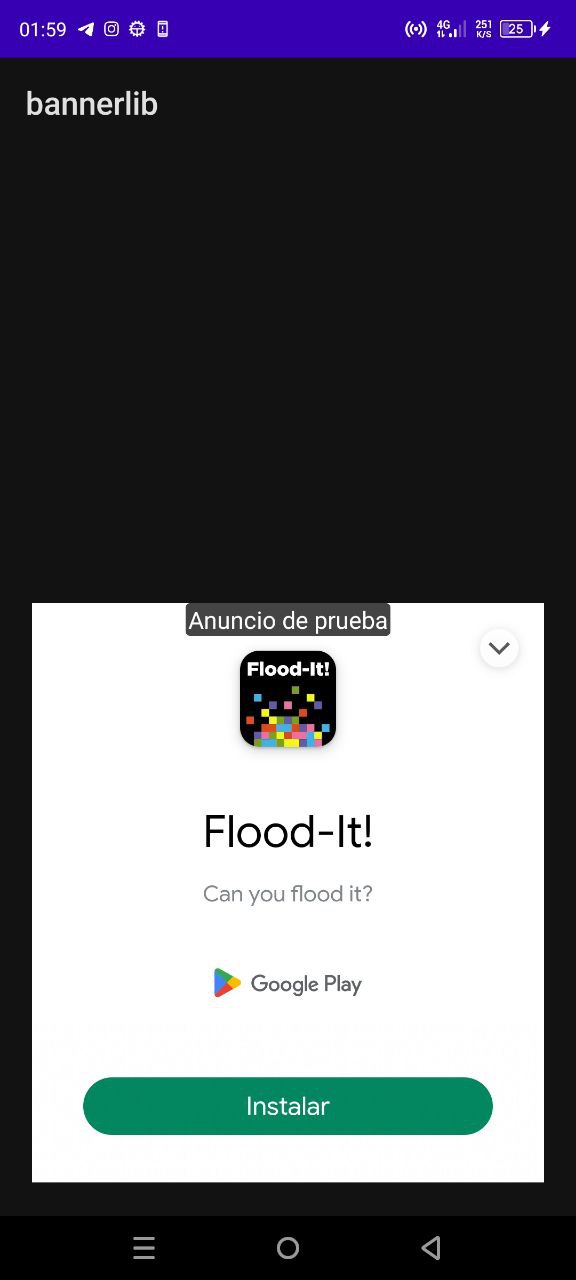 01:59
4G
251
K/S
25
bannerlib
Anuncio de prueba
Flood-It!
Flood-It!
Can you flood it?
Google Play
Instalar